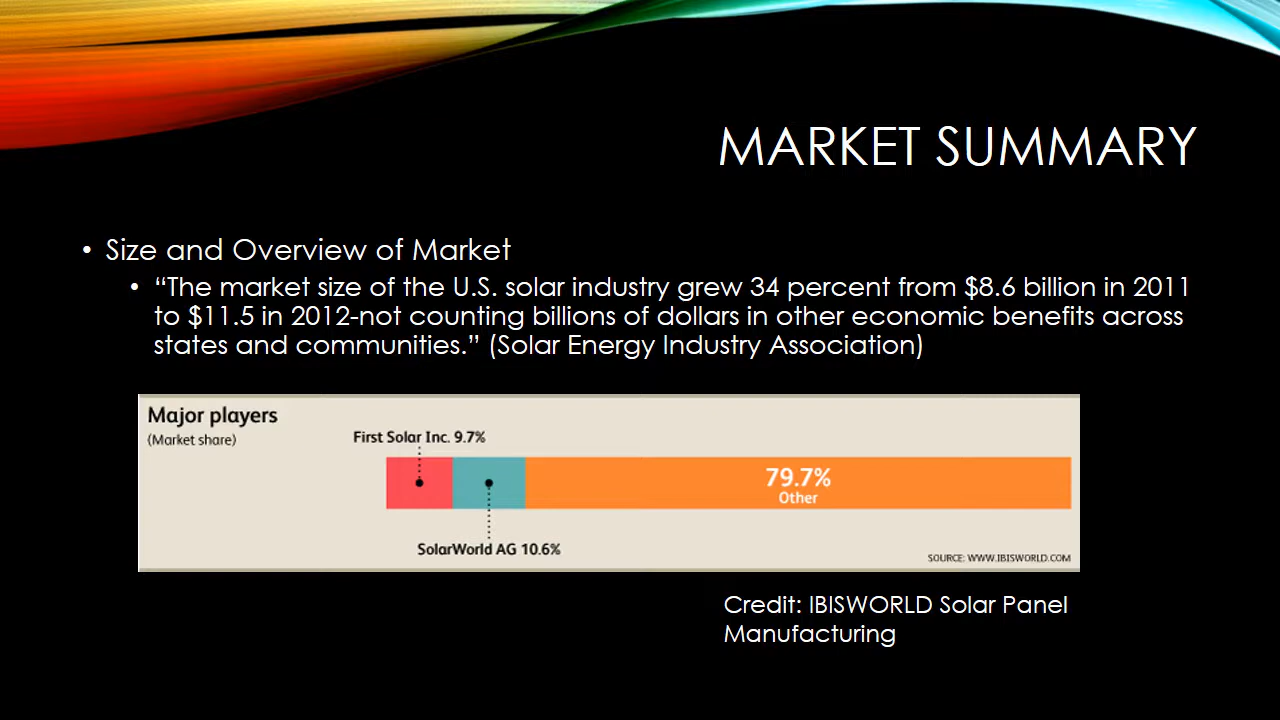 MARKET SUMMARY
• Size and Overview of Market
• “The market size of the U.S. solar industry grew 34 percent from $8.6 billion in 2011
to $11.5 in 2012-not counting billions of dollars in other economic benefits across
states and communities.” (Solar Energy Industry Association)
Major players
(Market share)
First Solar Inc. 9.7%
79.7%
Other
SolarWorld AG 10.6%
SOURCE: WWW.IBISWORLD.COM
Credit: IBISWORLD Solar Panel
Manufacturing